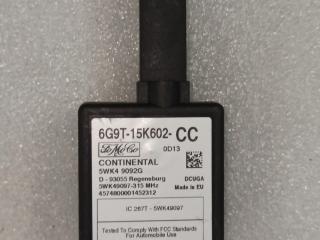 6G9T-15K602-CC
FoMoCo 0D13
CONTINENTAL
5WK4 9092G
D - 93055 Regensburg DCUGA
5WK49097-315 MHz Made in EU
4574800001452312
IC 267T - 5WK49097
Tested To Comply With FCC Standards
For Automobile Use